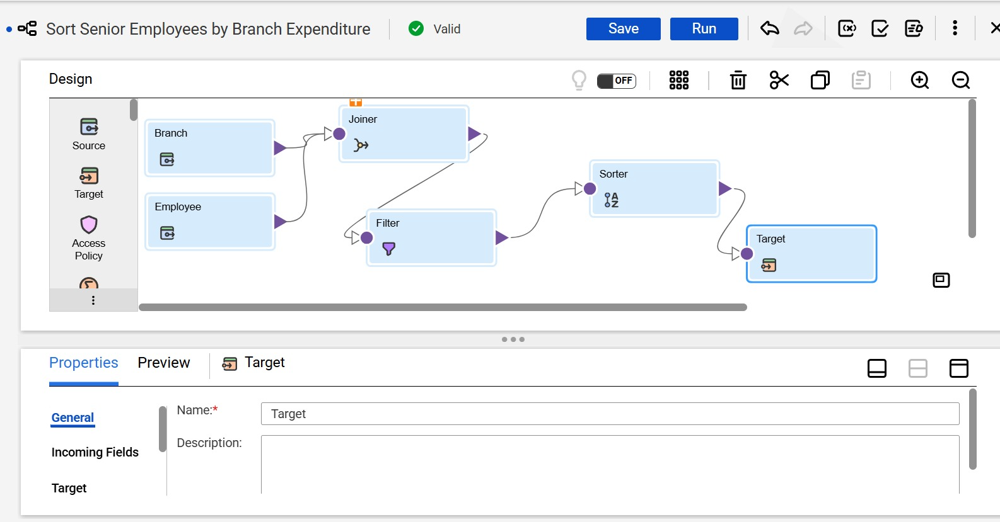 Sort Senior Employees by Branch Expenditure
Valid
Save
Run
Design
OFF
Source
Target
Access
Policy
Branch
Employee
Joiner
Filter
Sorter
Target
Properties
Preview
Target
General
Incoming Fields
Target
Name:*
Target
Description: